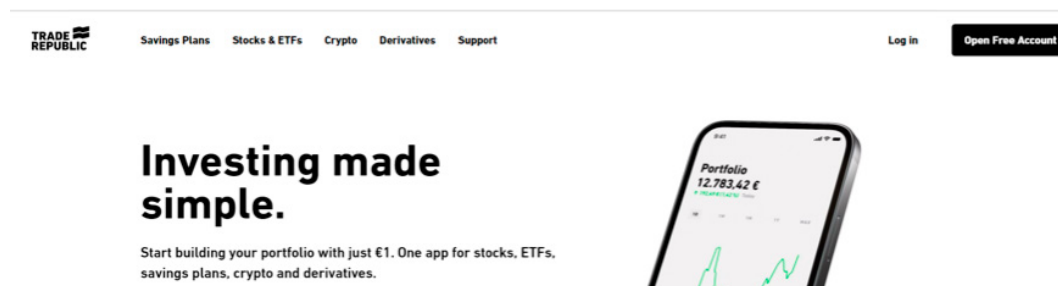 TRADE
REPUBLIC
Savings Plans Stocks & ETFs Crypto Derivatives Support Log in Open Free Account
Investing made
simple.
Start building your portfolio with just €1. One app for stocks, ETFs,
savings plans, crypto and derivatives.
9:41
Portfolio
12.783,42 €